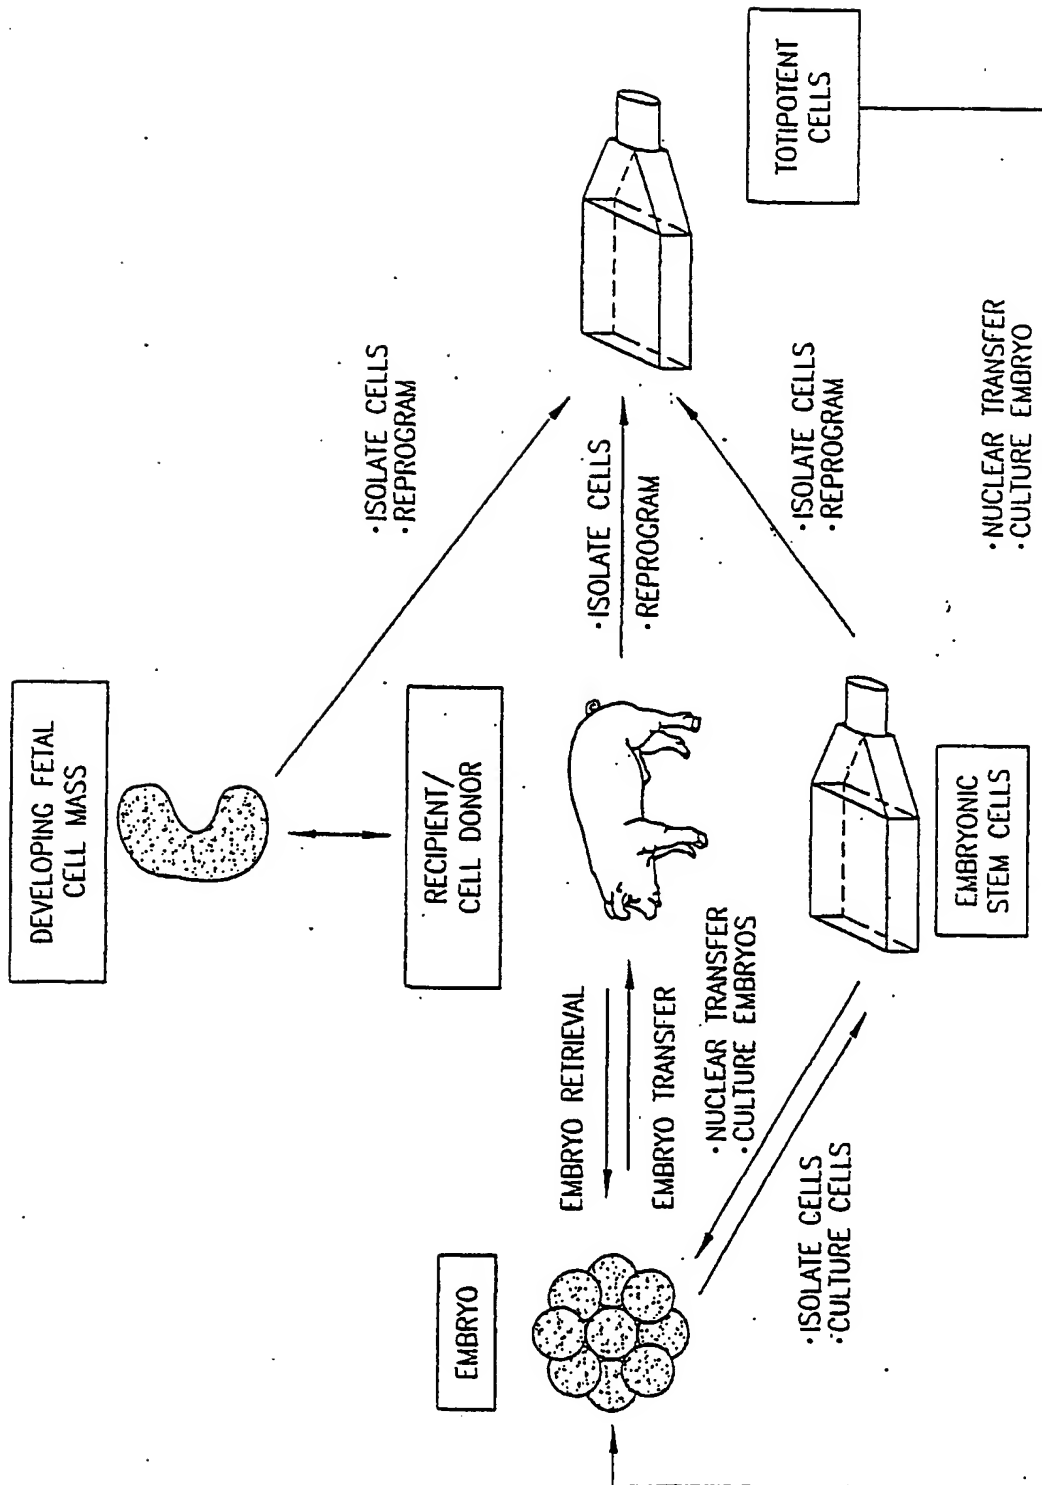 DEVELOPING FETAL
CELL MASS
·ISOLATE CELLS
·REPROGRAM
RECIPIENT/
CELL DONOR
EMBRYO
EMBRYO RETRIEVAL
EMBRYO TRANSFER
·ISOLATE CELLS
·REPROGRAM
·NUCLEAR TRANSFER
·CULTURE EMBRYOS
·ISOLATE CELLS
·CULTURE CELLS
·ISOLATE CELLS
·REPROGRAM
TOTIPOTENT
CELLS
EMBRYONIC
STEM CELLS
·NUCLEAR TRANSFER
·CULTURE EMBRYO